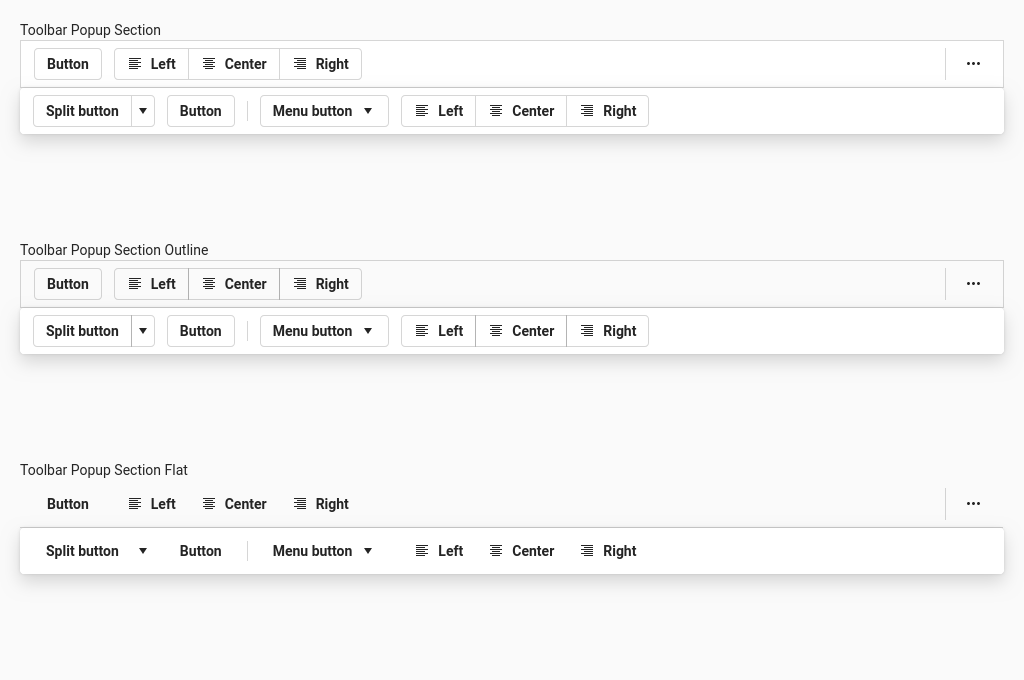 Toolbar Popup Section
Button Left Center Right
Split button Button Menu button Left Center Right
Toolbar Popup Section Outline
Button Left Center Right
Split button Button Menu button Left Center Right
Toolbar Popup Section Flat
Button Left Center Right
Split button Button Menu button Left Center Right